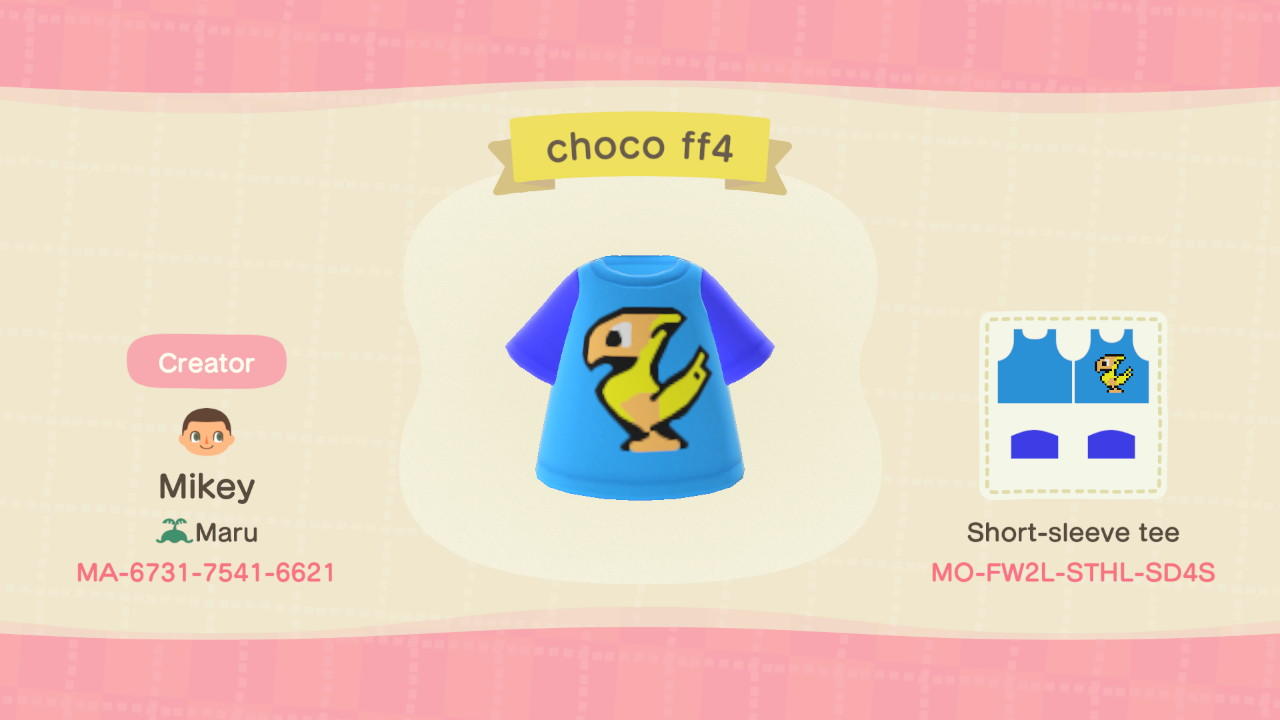 choco ff4
Creator
Mikey
Maru
MA-6731-7541-6621
Short-sleeve tee
MO-FW2L-STHL-SD4S